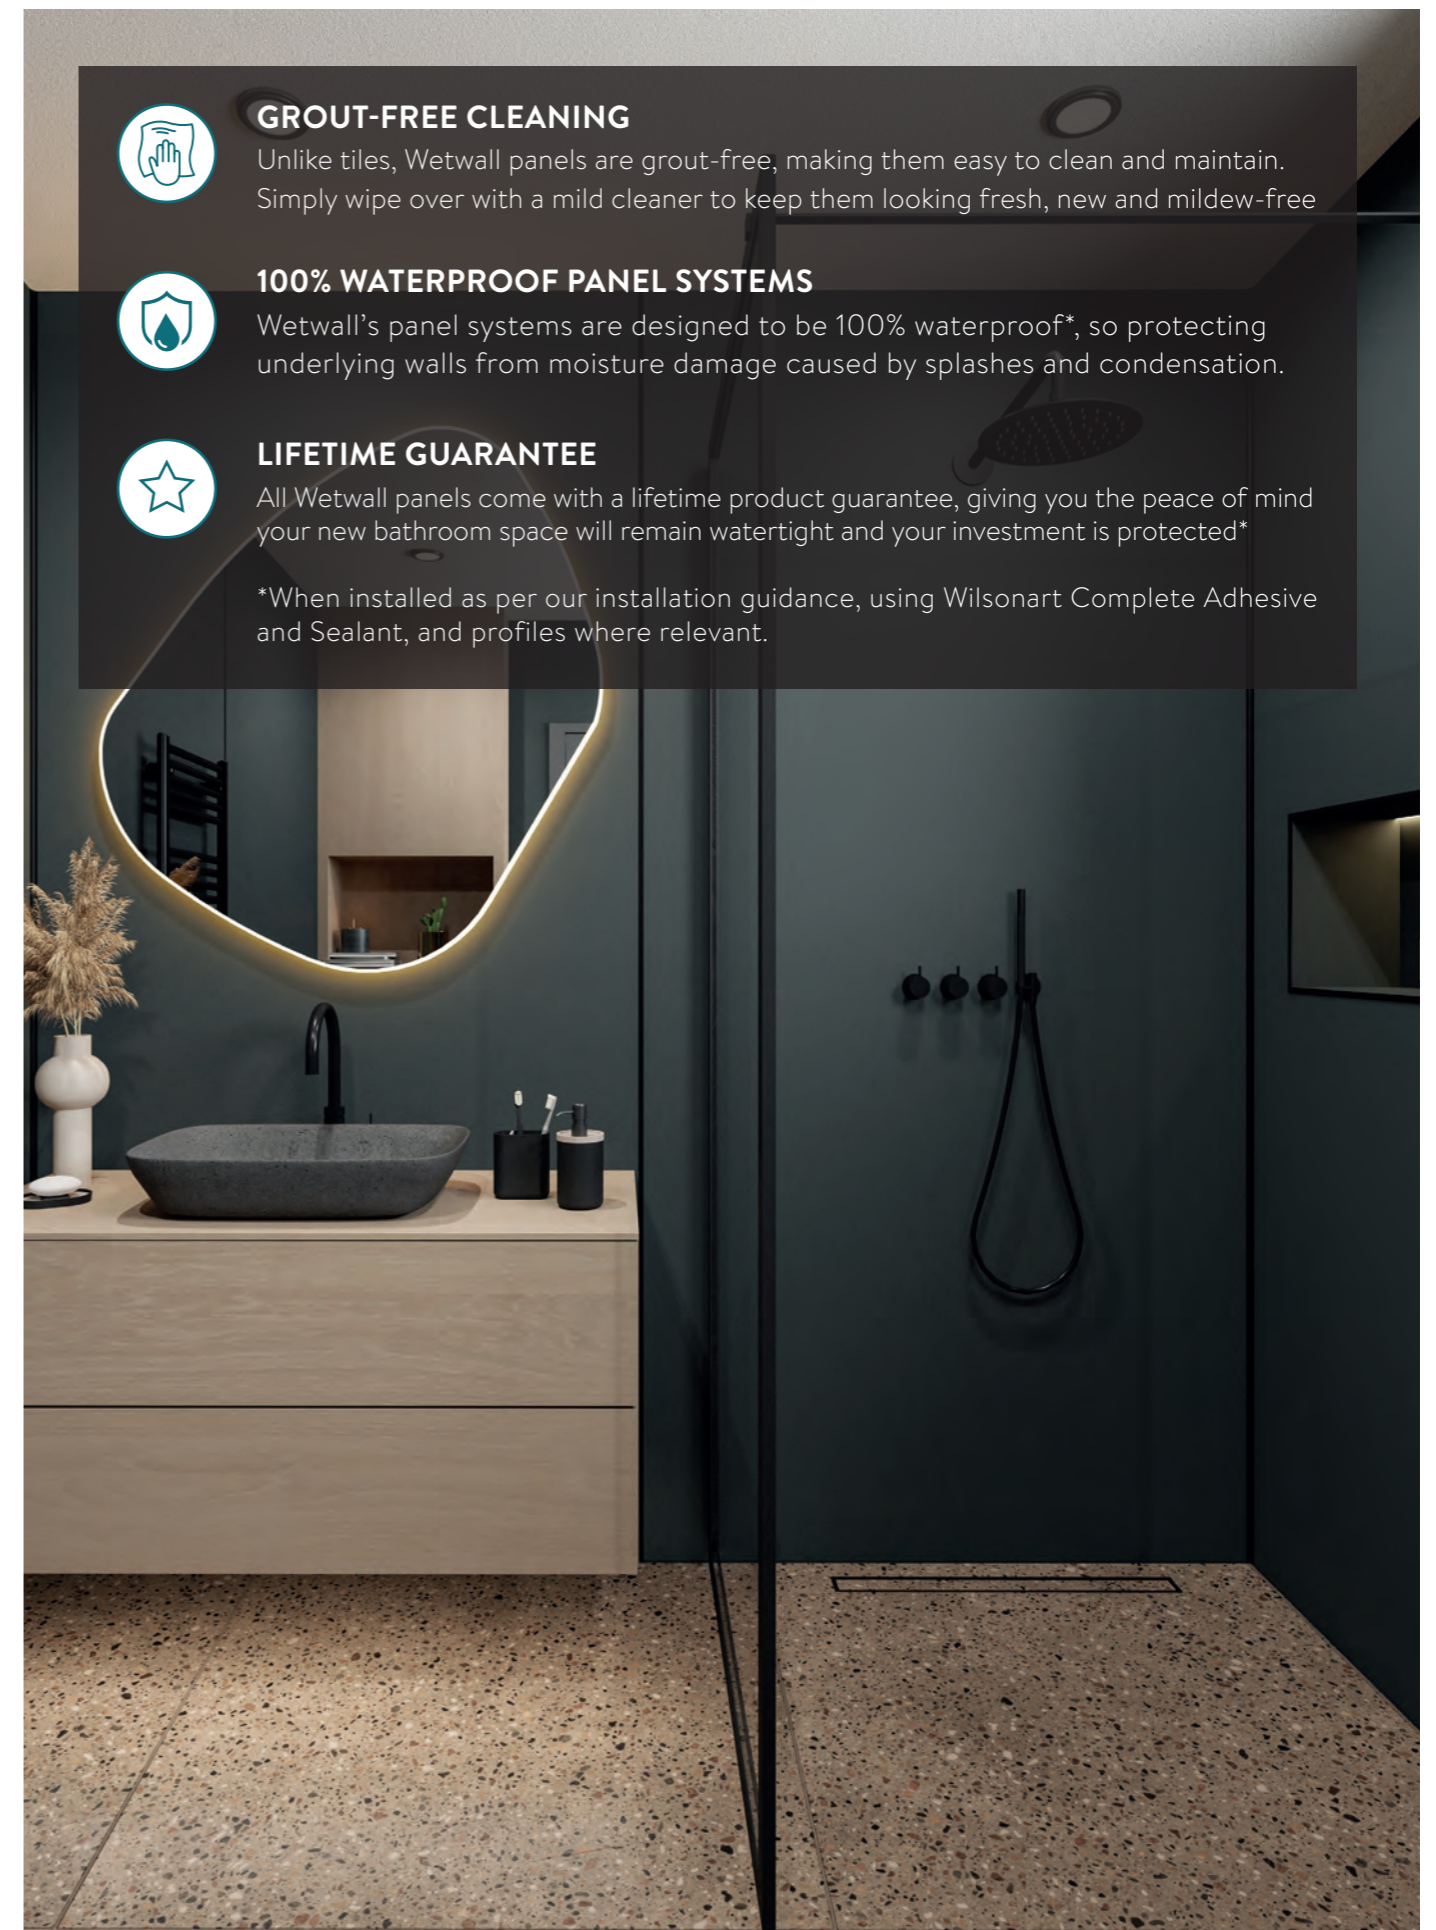 GROUT-FREE CLEANING
Unlike tiles, Wetwall panels are grout-free, making them easy to clean and maintain.
Simply wipe over with a mild cleaner to keep them looking fresh, new and mildew-free
100% WATERPROOF PANEL SYSTEMS
Wetwall’s panel systems are designed to be 100% waterproof*, so protecting
underlying walls from moisture damage caused by splashes and condensation.
LIFETIME GUARANTEE
All Wetwall panels come with a lifetime product guarantee, giving you the peace of mind
your new bathroom space will remain watertight and your investment is protected*
*When installed as per our installation guidance, using Wilsonart Complete Adhesive
and Sealant, and profiles where relevant.